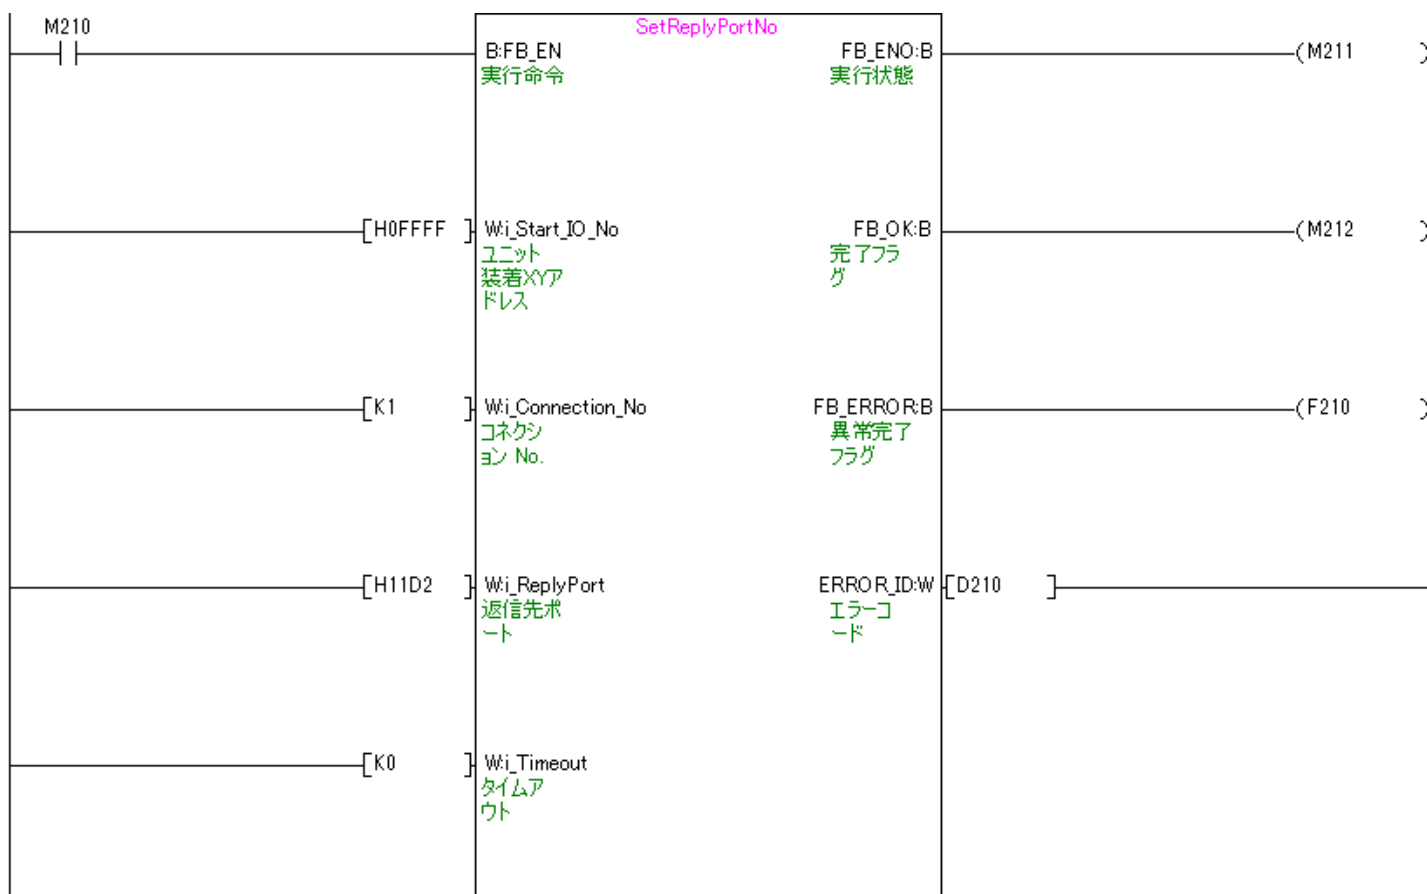 M210
SetReplyPortNo
B:FB_EN
実行命令
FB_ENO:B
実行状態
(M211 )
[H0FFFF ]
W:i_Start_IO_No
ユニット
装着XYア
ドレス
FB_OK:B
完了フラ
グ
(M212 )
[K1 ]
W:i_Connection_No
コネクシ
ョン No.
FB_ERROR:B
異常完了
フラグ
(F210 )
[H11D2 ]
W:i_ReplyPort
返信先ポ
ート
ERROR_ID:W
エラーコ
ード
[D210 ]
[K0 ]
W:i_Timeout
タイムア
ウト